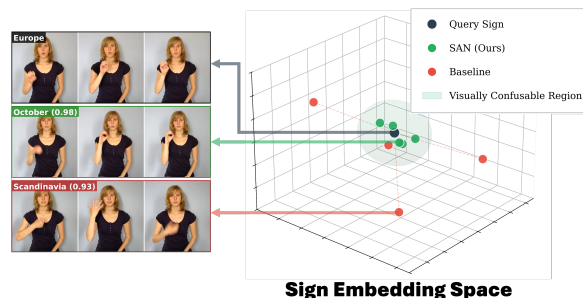 Europe
October (0.98)
Scandinavia (0.93)
Query Sign
SAN (Ours)
Baseline
Visually Confusable Region
Sign Embedding Space